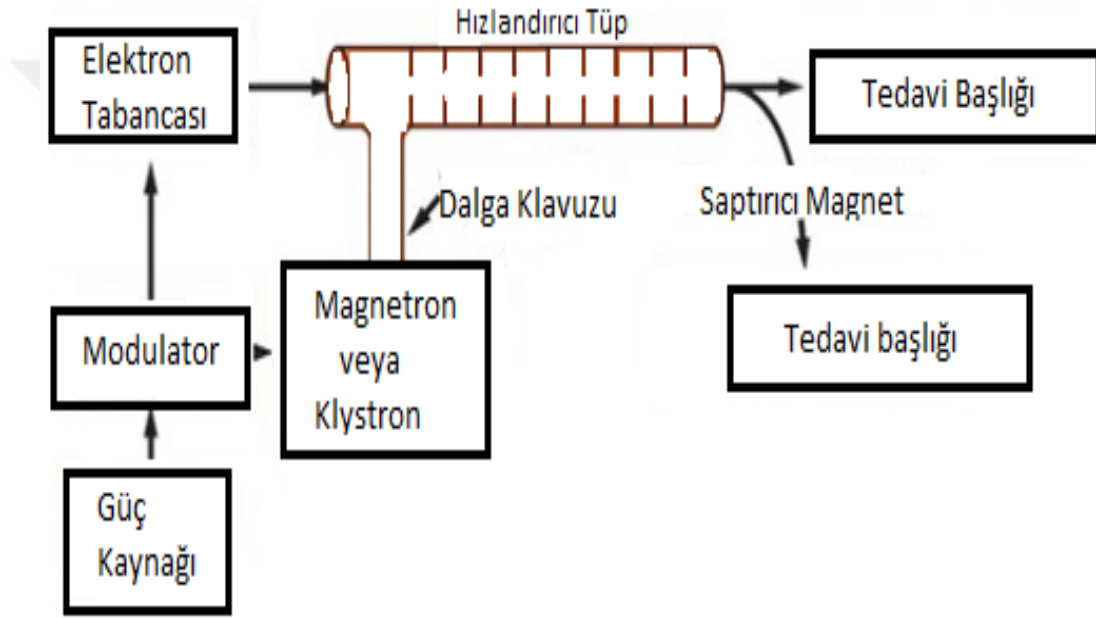 Hızlandırıcı Tüp
Elektron
Tabancası
Tedavi Başlığı
Dalga Klavuzu
Saptırıcı Magnet
Magnetron
veya
Klystron
Modulator
Tedavi başlığı
Güç
Kaynağı